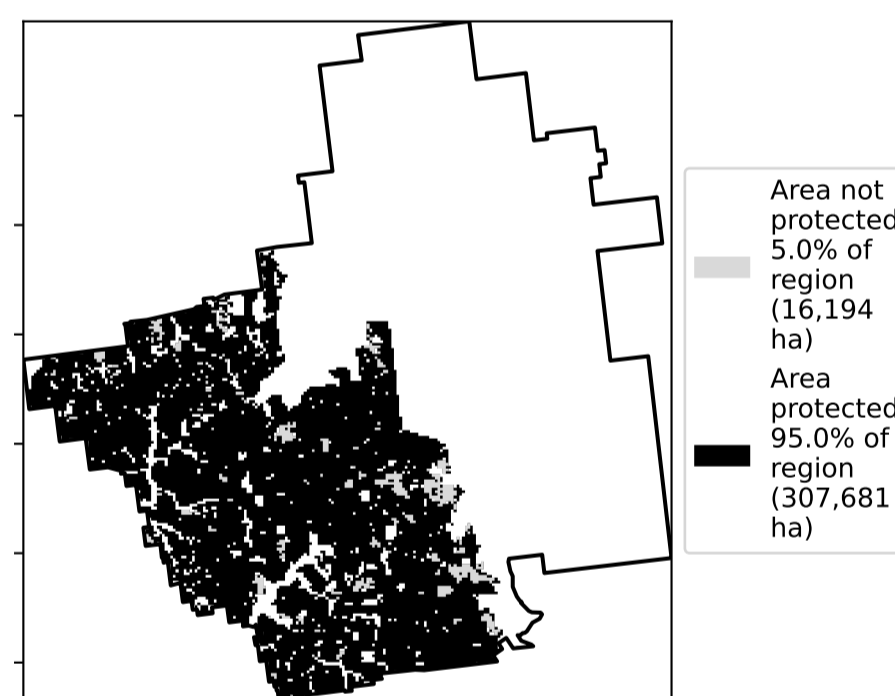 Area not
protected
5.0% of
region
(16,194
ha)
Area
protected
95.0% of
region
(307,681
ha)